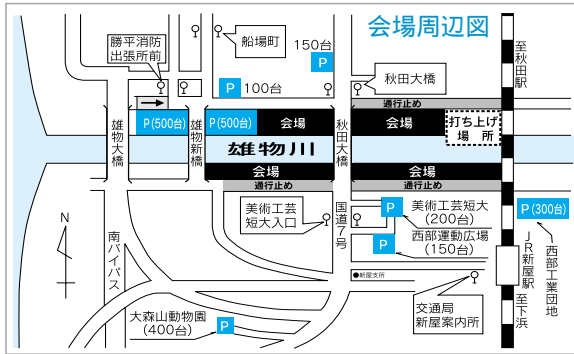 会場周辺図
勝平消防
出張所前
船場町
150台
P
P
100台
秋田大橋
至秋田駅
通行止め
P(500台)
P(500台)
会場
会場
打ち上げ
場所
雄物大橋
雄物新橋
雄物川
秋田大橋
会場
会場
通行止め
通行止め
美術工芸
短大入口
国道7号
P
美術工芸短大
(200台)
P
西部運動広場
(150台)
P(300台)
西部工業団地
N
南バイパス
●新屋支所
JR新屋駅
至下浜
大森山動物園
(400台)
P
交通局
新屋案内所